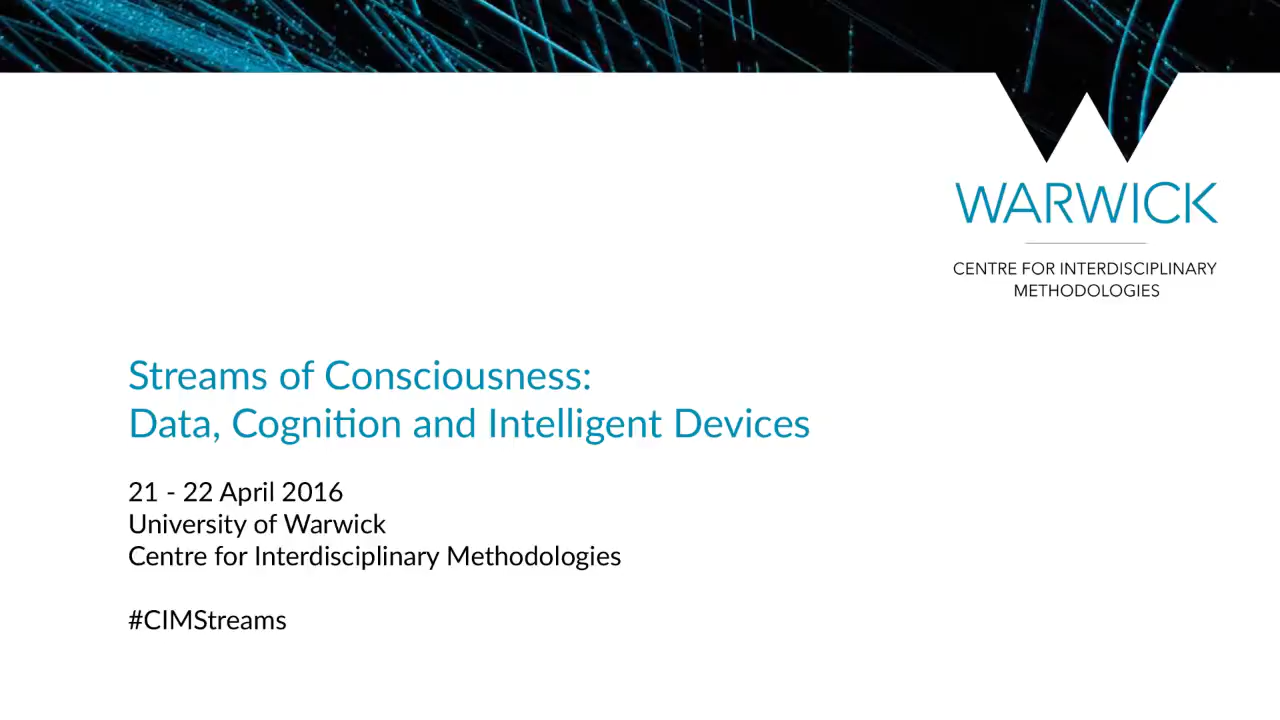 WARWICK
CENTRE FOR INTERDISCIPLINARY
METHODOLOGIES
Streams of Consciousness:
Data, Cognition and Intelligent Devices
21 - 22 April 2016
University of Warwick
Centre for Interdisciplinary Methodologies
#CIMStreams